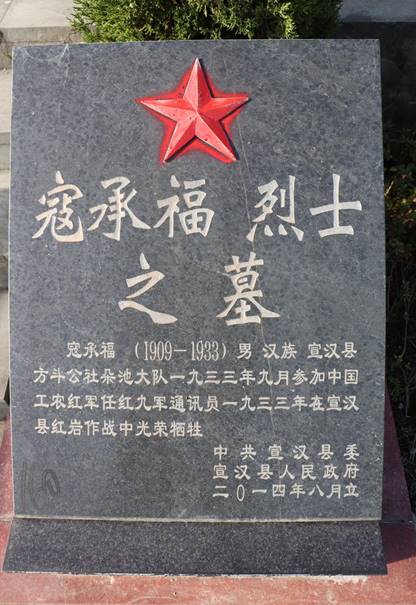 寇承福 烈士
之墓
寇承福 (1909－1933) 男 汉族 宣汉县
方斗公社朵池大队一九三三年九月参加中国
工农红军任红九军通讯员一九三三年在宣汉
县红岩作战中光荣牺牲
中共宣汉县委
宣汉县人民政府
二0一四年八月立